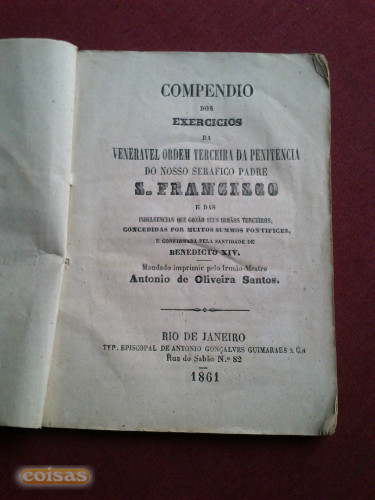 COMPENDIO
DOS
EXERCICIOS
DA
VENERAVEL ORDEM TERCEIRA DA PENITENCIA
DO NOSSO SERAFICO PADRE
S. FRANCISCO
E DAS
INDULGENCIAS QUE GOZÃO SEUS IRMÃOS TERCEIROS,
CONCEDIDAS POR MUITOS SUMMOS PONTIFICES,
E CONFIRMADA PELA SANTIDADE DE
BENEDICTO XIV.
Mandado imprimir pelo Irmão-Mestre
Antonio de Oliveira Santos.
RIO DE JANEIRO
TYP. EPISCOPAL DE ANTONIO GONÇALVES GUIMARAES & C.A
Rua do Sabão N.º 82
1861
coisas